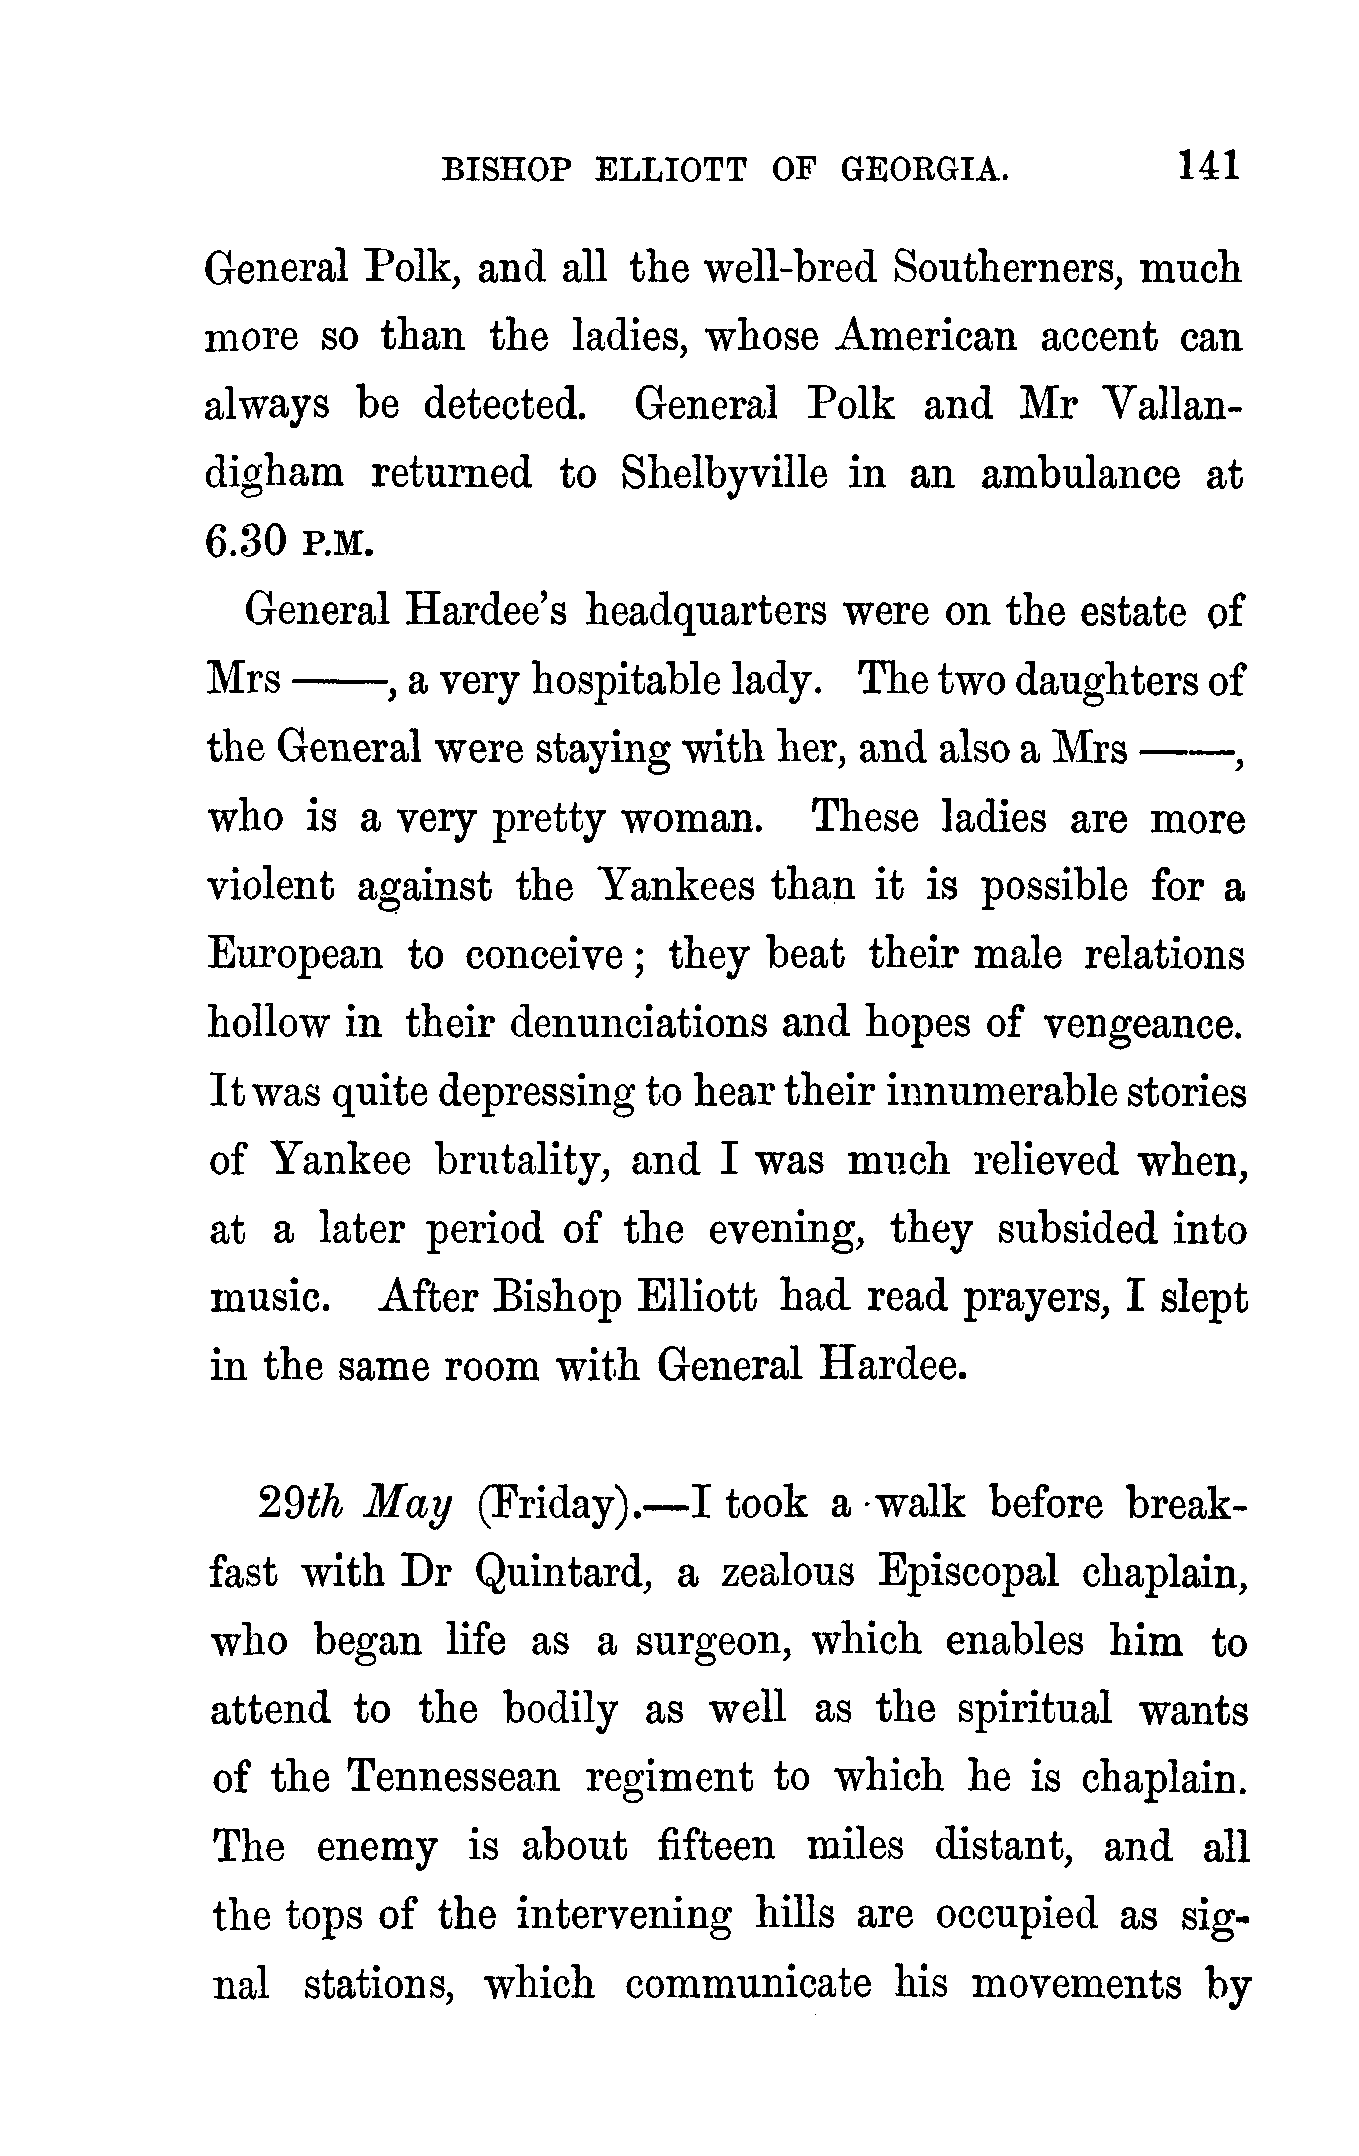 BISHOP ELLIOTT OF GEORGIA. 141
General Polk, and all the well-bred Southerners, much
more so than the ladies, whose American accent can
always be detected. General Polk and Mr Vallan-
digham returned to Shelbyville in an ambulance at
6.30 P.M.
General Hardee's headquarters were on the estate of
Mrs ——, a very hospitable lady. The two daughters of
the General were staying with her, and also a Mrs ——,
who is a very pretty woman. These ladies are more
violent against the Yankees than it is possible for a
European to conceive; they beat their male relations
hollow in their denunciations and hopes of vengeance.
It was quite depressing to hear their innumerable stories
of Yankee brutality, and I was much relieved when,
at a later period of the evening, they subsided into
music. After Bishop Elliott had read prayers, I slept
in the same room with General Hardee.
29th May (Friday).—I took a walk before break-
fast with Dr Quintard, a zealous Episcopal chaplain,
who began life as a surgeon, which enables him to
attend to the bodily as well as the spiritual wants
of the Tennessean regiment to which he is chaplain.
The enemy is about fifteen miles distant, and all
the tops of the intervening hills are occupied as sig-
nal stations, which communicate his movements by